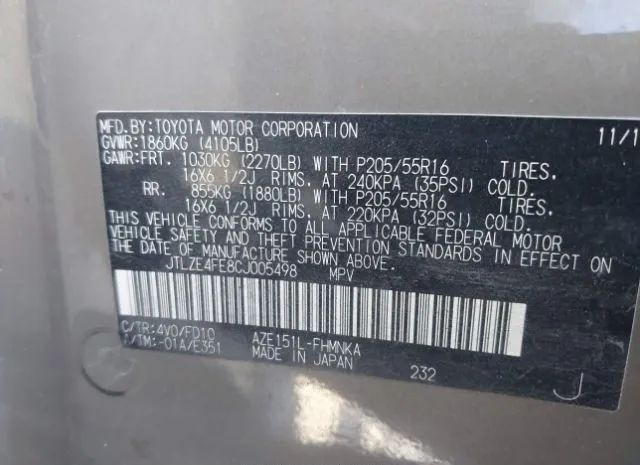 MFD.BY:TOYOTA MOTOR CORPORATION 11/1
GVWR:1860KG (4105LB)
GAWR:FRT. 1030KG (2270LB) WITH P205/55R16 TIRES,
16X6 1/2J RIMS, AT 240KPA (35PSI) COLD.
RR. 855KG (1880LB) WITH P205/55R16 TIRES,
16X6 1/2J RIMS, AT 220KPA (32PSI) COLD.
THIS VEHICLE CONFORMS TO ALL APPLICABLE FEDERAL MOTOR
VEHICLE SAFETY AND THEFT PREVENTION STANDARDS IN EFFECT ON
THE DATE OF MANUFACTURE SHOWN ABOVE.
JTLZE4FE8CJ005498 MPV
C/TR:4V0/FD10 AZE151L-FHMNKA
/TM:-01A/E351 MADE IN JAPAN 232 J